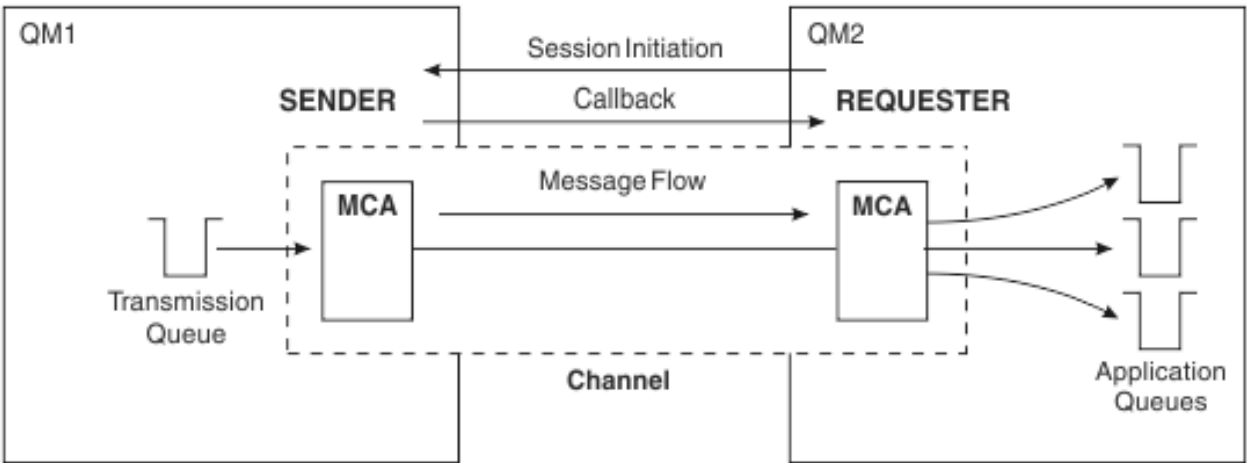 QM1
QM2
Session Initiation
SENDER
Callback
REQUESTER
Message Flow
MCA
MCA
Transmission
Queue
Channel
Application
Queues